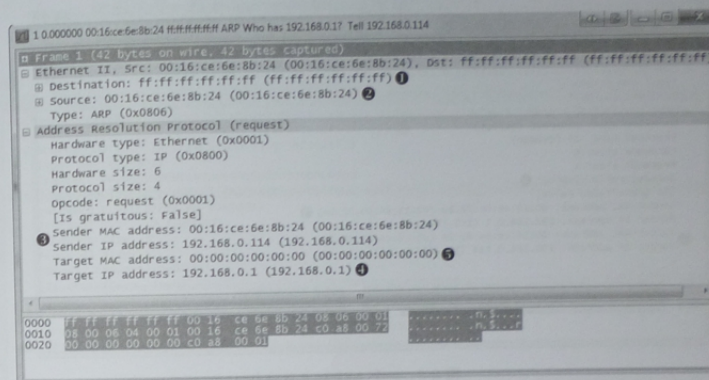 1 0.000000 00:16:ce:6e:8b:24 ff:ff:ff:ff:ff:ff ARP Who has 192.168.0.1? Tell 192.168.0.114
Frame 1 (42 bytes on wire, 42 bytes captured)
Ethernet II, Src: 00:16:ce:6e:8b:24 (00:16:ce:6e:8b:24), Dst: ff:ff:ff:ff:ff:ff (ff:ff:ff:ff:ff:ff
Destination: ff:ff:ff:ff:ff:ff (ff:ff:ff:ff:ff:ff) ❶
Source: 00:16:ce:6e:8b:24 (00:16:ce:6e:8b:24) ❷
Type: ARP (0x0806)
Address Resolution Protocol (request)
Hardware type: Ethernet (0x0001)
Protocol type: IP (0x0800)
Hardware size: 6
Protocol size: 4
Opcode: request (0x0001)
[Is gratuitous: False]
❸ Sender MAC address: 00:16:ce:6e:8b:24 (00:16:ce:6e:8b:24)
Sender IP address: 192.168.0.114 (192.168.0.114)
Target MAC address: 00:00:00:00:00:00 (00:00:00:00:00:00) ❺
Target IP address: 192.168.0.1 (192.168.0.1) ❹
0000 ff ff ff ff ff ff 00 16 ce 6e 8b 24 08 06 00 01 ........ .n.$....
0010 08 00 06 04 00 01 00 16 ce 6e 8b 24 c0 a8 00 72 ........ .n.$...r
0020 00 00 00 00 00 00 c0 a8 00 01 ........ ..